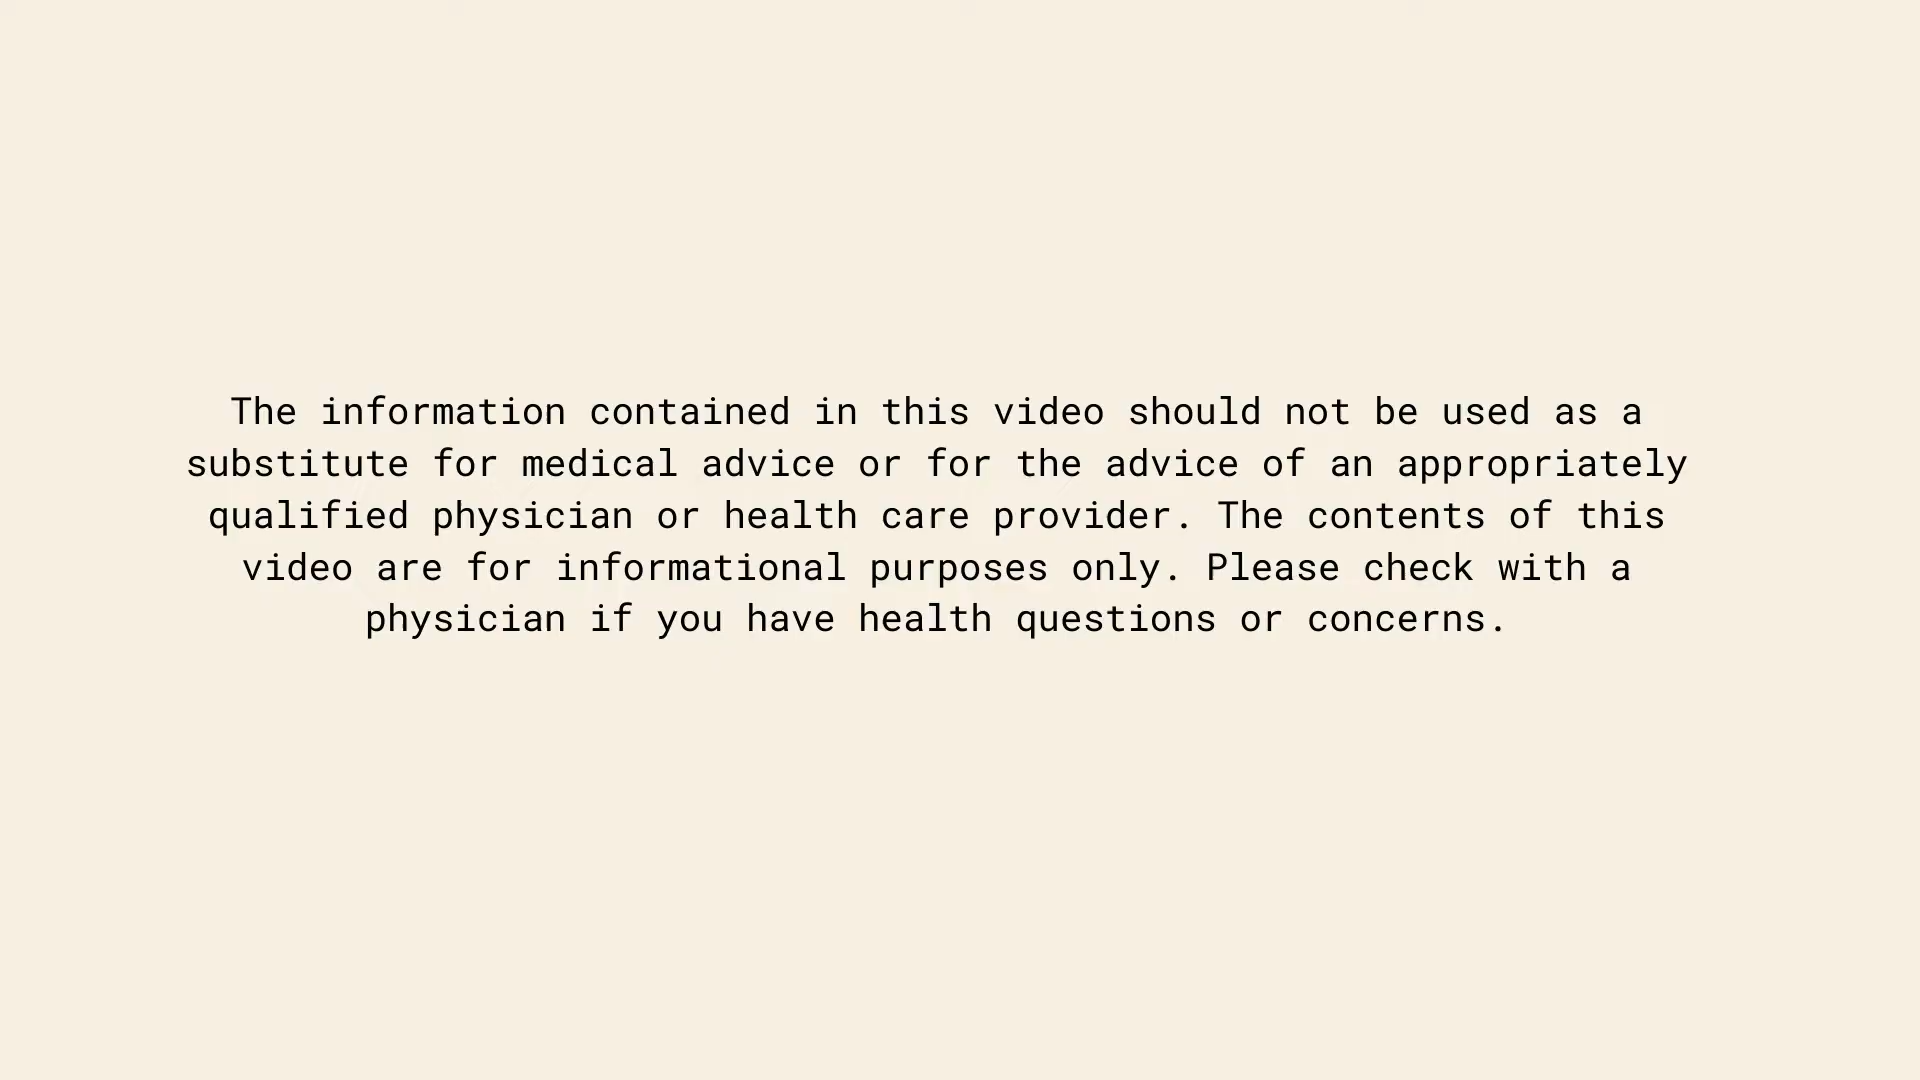 The information contained in this video should not be used as a
substitute for medical advice or for the advice of an appropriately
qualified physician or health care provider. The contents of this
video are for informational purposes only. Please check with a
physician if you have health questions or concerns.